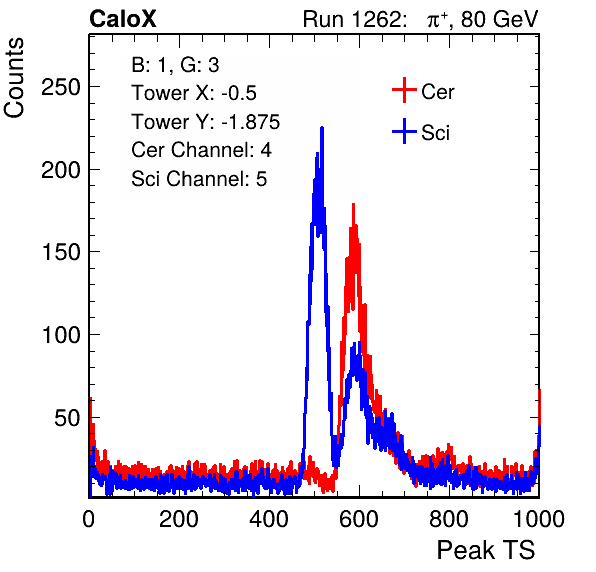 CaloX Run 1262: π⁺, 80 GeV
Counts
B: 1, G: 3
Tower X: -0.5
Tower Y: -1.875
Cer Channel: 4
Sci Channel: 5
Cer
Sci
250
200
150
100
50
0 200 400 600 800 1000
Peak TS